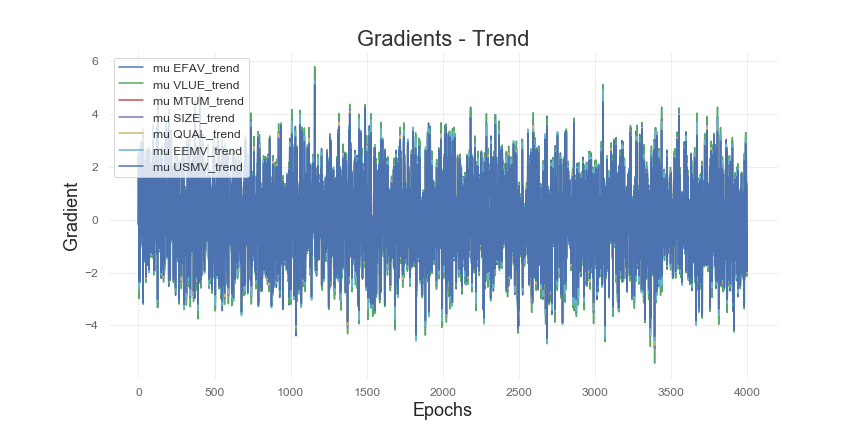 Gradients - Trend
6
4
2
0
−2
−4
Gradient
mu EFAV_trend
mu VLUE_trend
mu MTUM_trend
mu SIZE_trend
mu QUAL_trend
mu EEMV_trend
mu USMV_trend
0 500 1000 1500 2000 2500 3000 3500 4000
Epochs